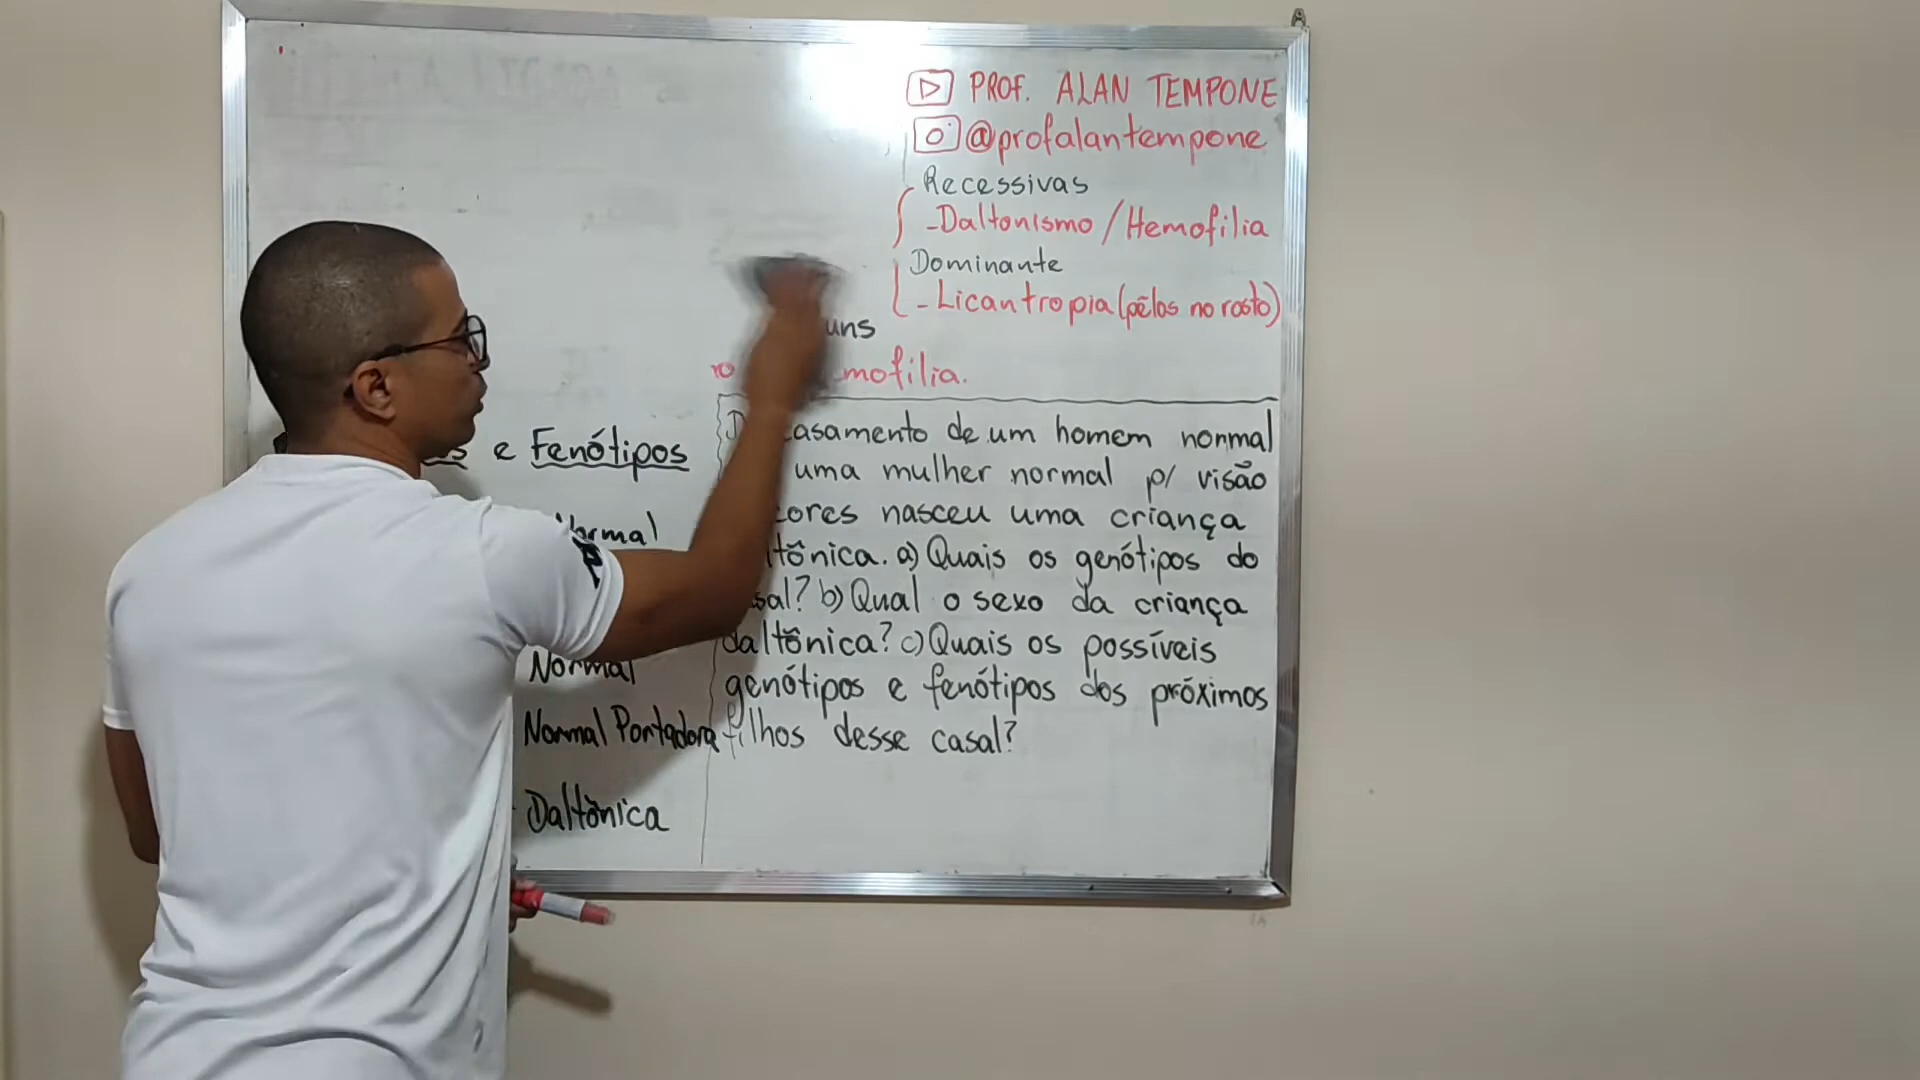 PROF. ALAN TEMPONE
@profalantempone
Recessivas
-Daltonismo/Hemofilia
Dominante
-Licantropia (pêlos no rosto)
uns
mofilia.
e Fenótipos
Normal
Normal
Normal Portadora
Daltônica
casamento de um homem normal
uma mulher normal p/ visão
cores nasceu uma criança
tônica. a) Quais os genótipos do
sal? b) Qual o sexo da criança
daltônica? c) Quais os possíveis
genótipos e fenótipos dos próximos
filhos desse casal?